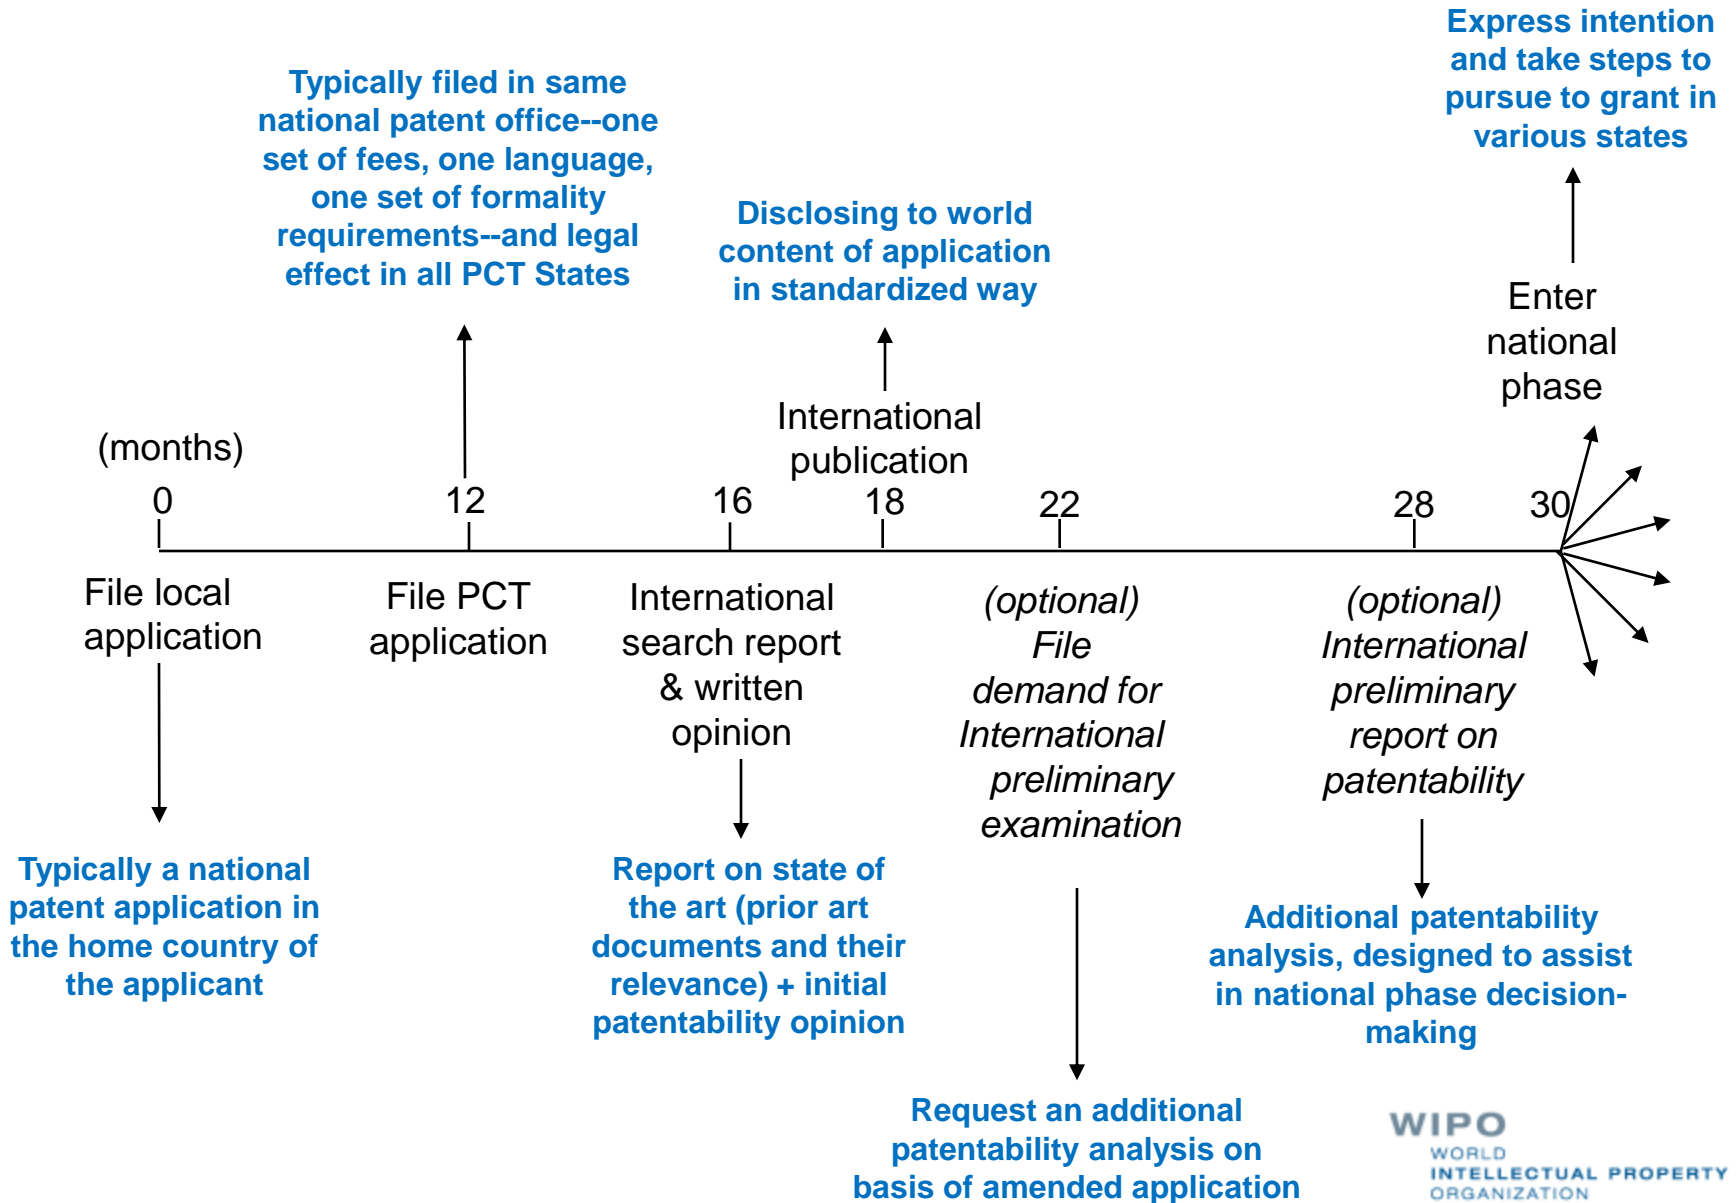 Express intention
and take steps to
pursue to grant in
various states
Typically filed in same
national patent office--one
set of fees, one language,
one set of formality
requirements--and legal
effect in all PCT States
Disclosing to world
content of application
in standardized way
Enter
national
phase
International
publication
(months)
0
12
16
18
22
28
30
File local
application
File PCT
application
International
search report
& written
opinion
(optional)
File
demand for
International
preliminary
examination
(optional)
International
preliminary
report on
patentability
Typically a national
patent application in
the home country of
the applicant
Report on state of
the art (prior art
documents and their
relevance) + initial
patentability opinion
Additional patentability
analysis, designed to assist
in national phase decision-
making
Request an additional
patentability analysis on
basis of amended application
WIPO
WORLD
INTELLECTUAL PROPERTY
ORGANIZATION